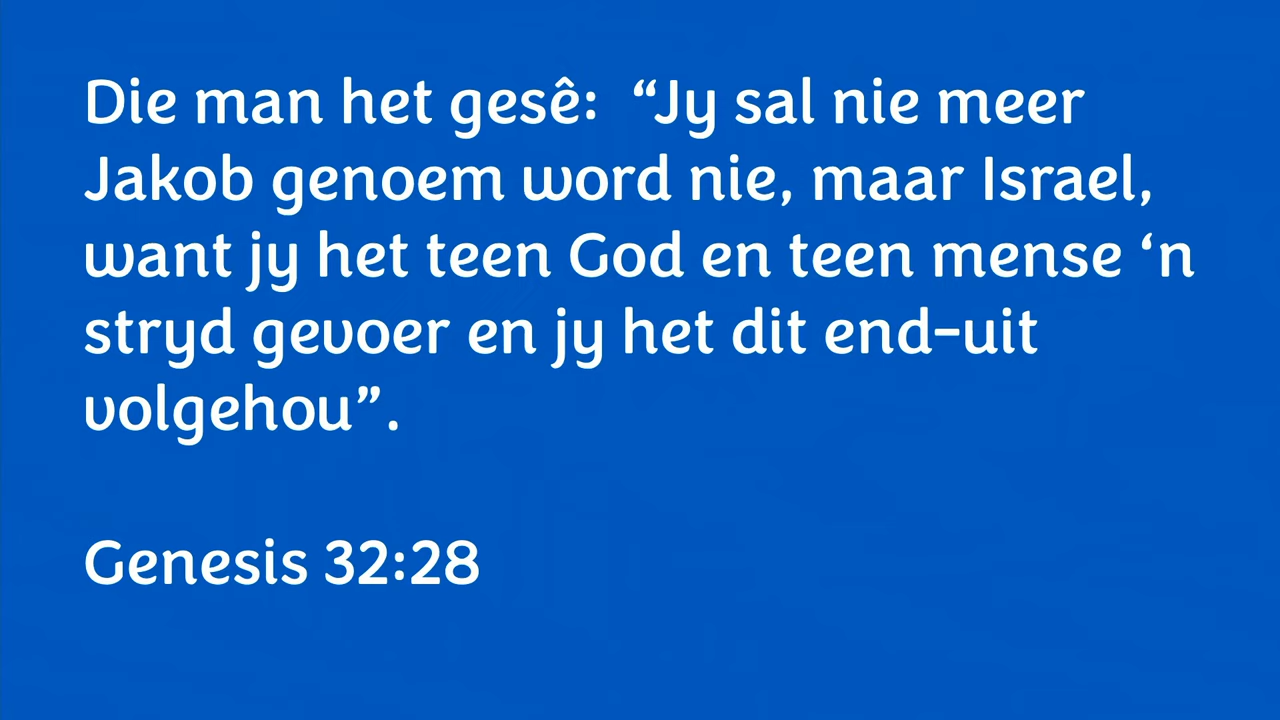 Die man het gesê:  “Jy sal nie meer
Jakob genoem word nie, maar Israel,
want jy het teen God en teen mense ‘n
stryd gevoer en jy het dit end-uit
volgehou”.
Genesis 32:28